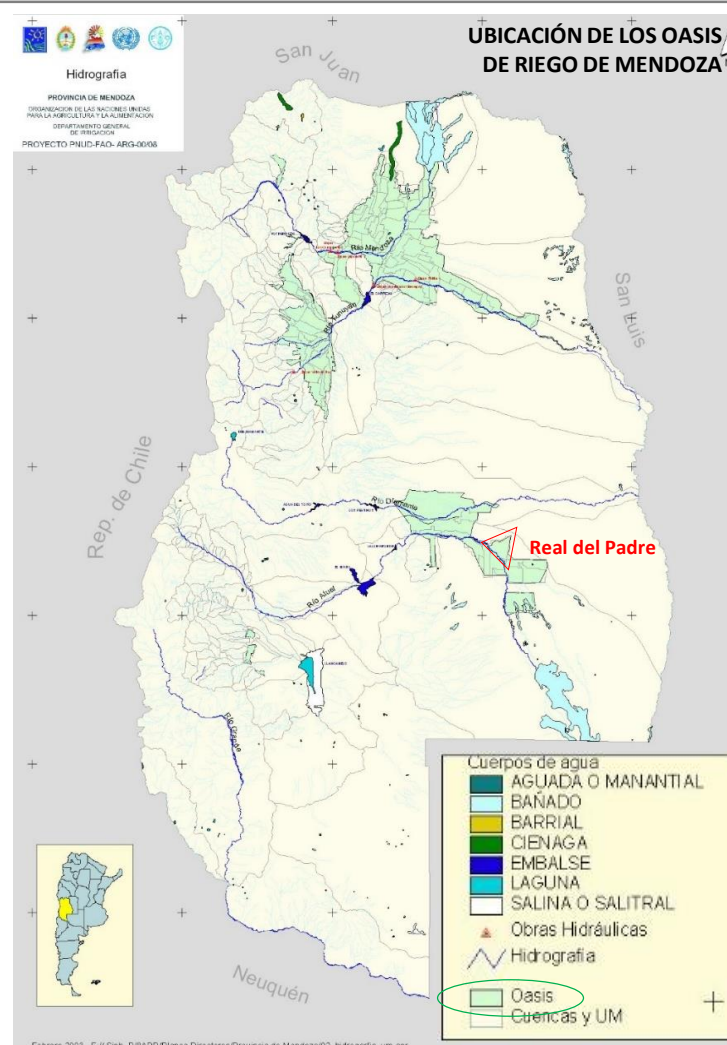 UBICACIÓN DE LOS OASIS
DE RIEGO DE MENDOZA
Hidrografía
PROVINCIA DE MENDOZA
ORGANIZACION DE LAS NACIONES UNIDAS
PARA LA AGRICULTURA Y LA ALIMENTACION
DEPARTAMENTO GENERAL
DE IRRIGACION
PROYECTO PNUD-FAO- ARG-00/08
San Juan
Río Mendoza
San Luis
Río Tunuyán
Rep. de Chile
Río Diamante
Real del Padre
Río Atuel
Río Grande
Neuquén
Cuerpos de agua
AGUADA O MANANTIAL
BAÑADO
BARRIAL
CIENAGA
EMBALSE
LAGUNA
SALINA O SALITRAL
Obras Hidráulicas
Hidrografía
Oasis
Cuencas y UM